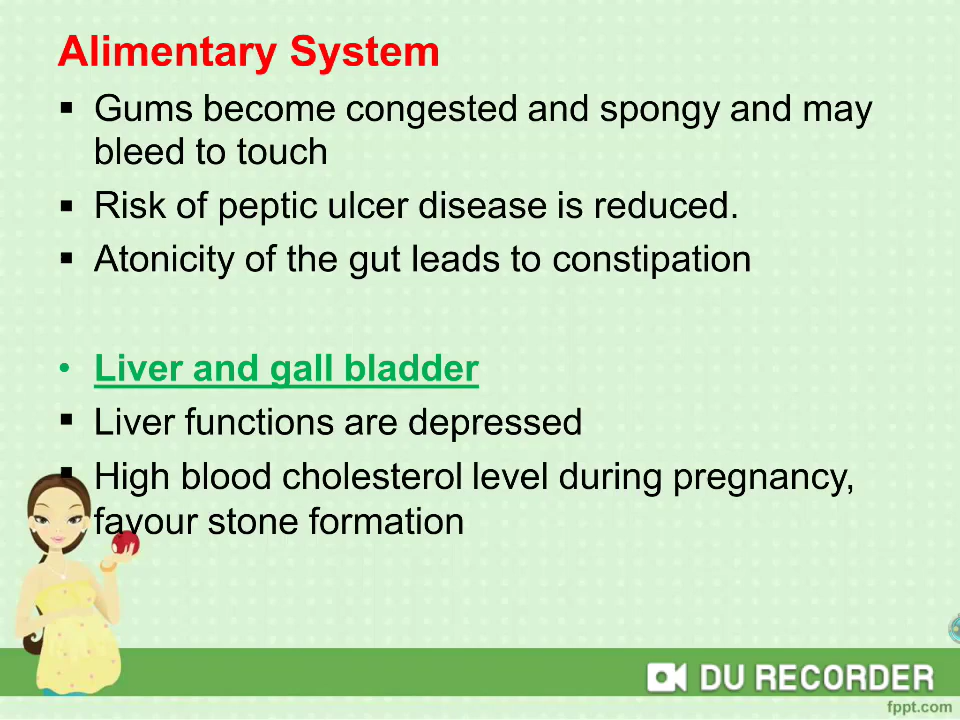 Alimentary System
▪ Gums become congested and spongy and may
bleed to touch
▪ Risk of peptic ulcer disease is reduced.
▪ Atonicity of the gut leads to constipation
• Liver and gall bladder
▪ Liver functions are depressed
▪ High blood cholesterol level during pregnancy,
favour stone formation
DU RECORDER
fppt.com